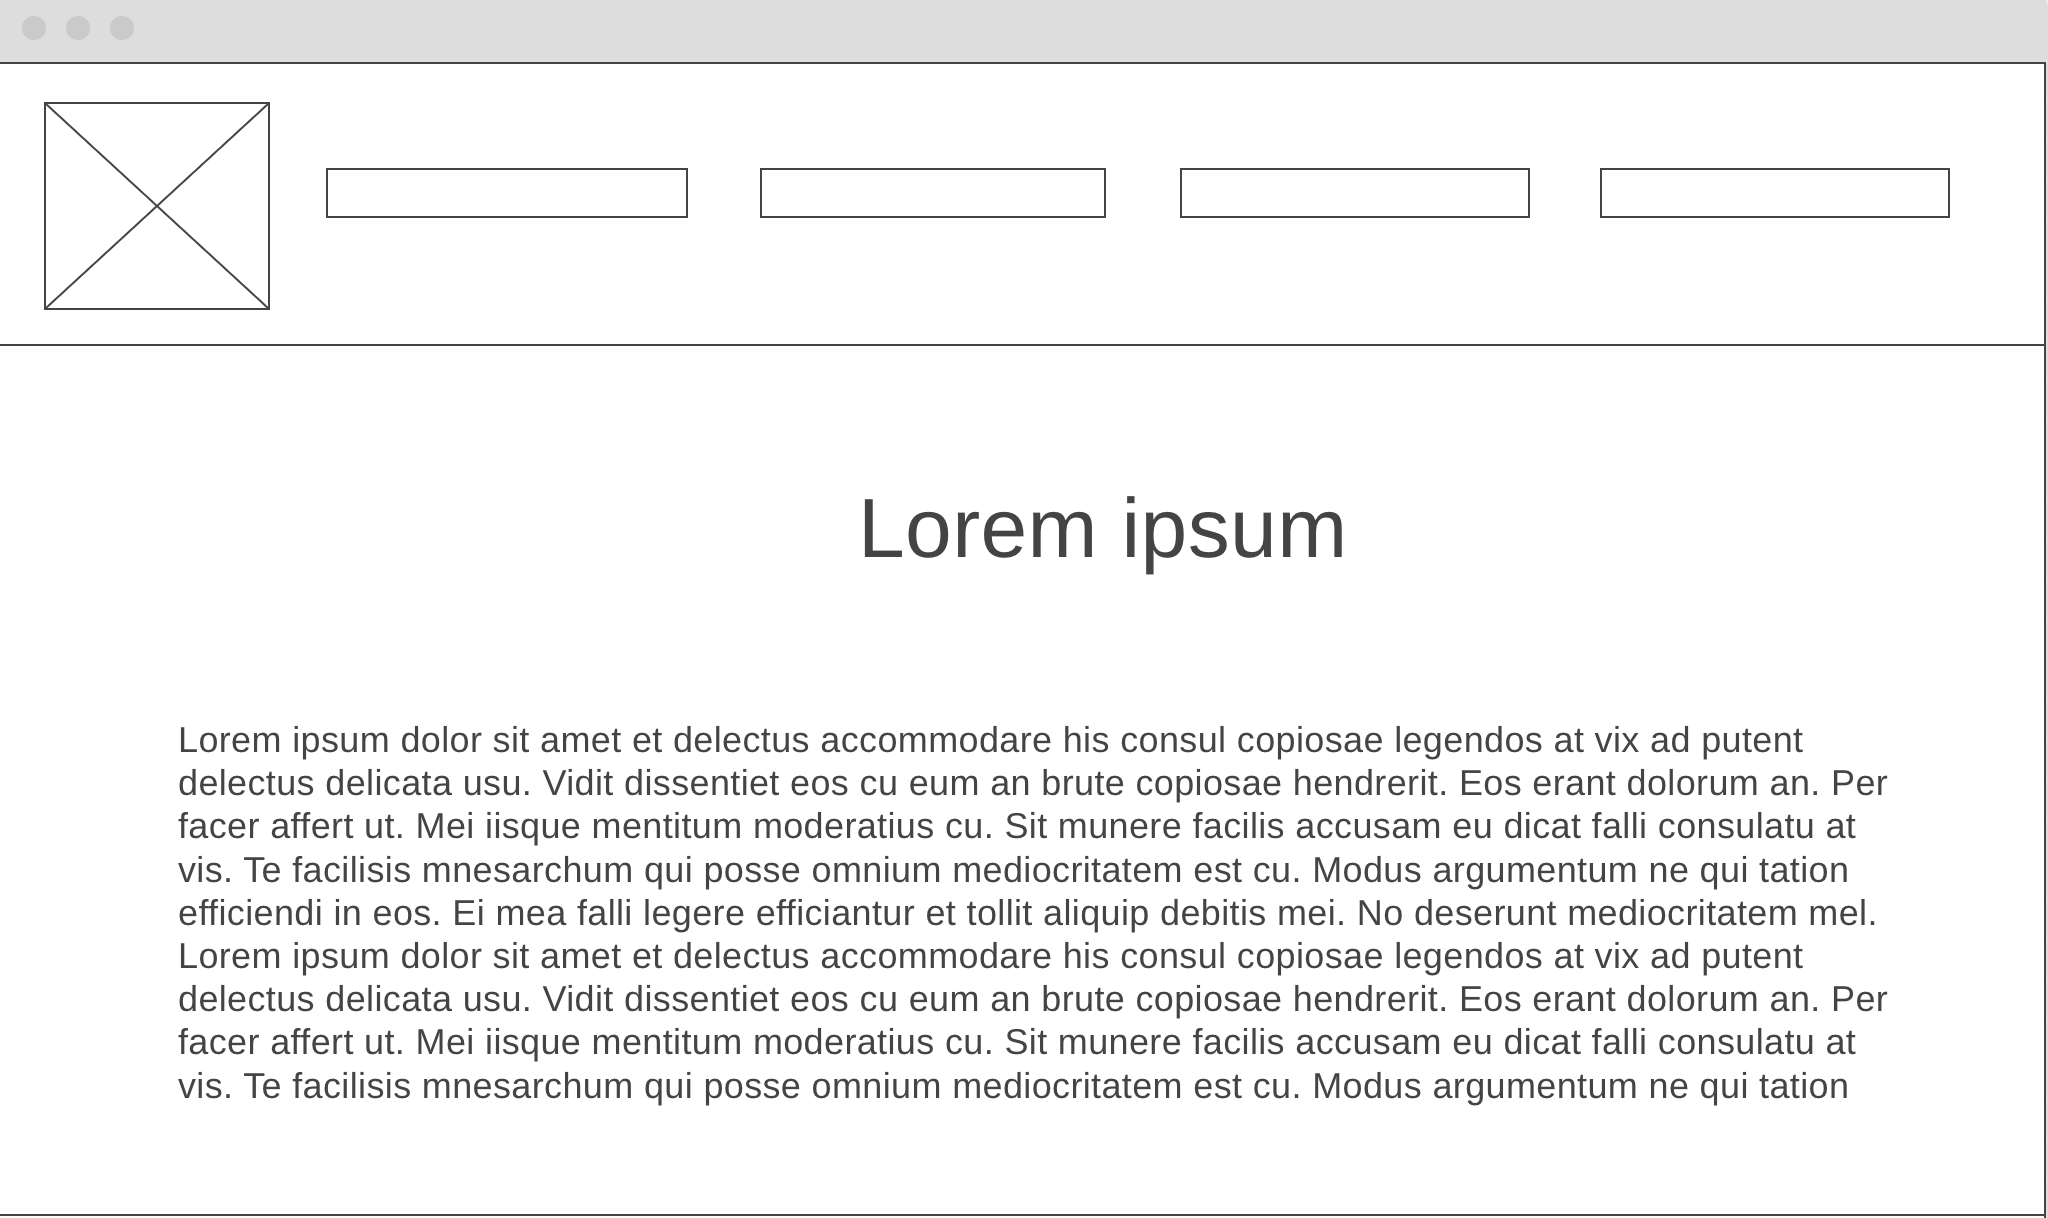 Lorem ipsum
Lorem ipsum dolor sit amet et delectus accommodare his consul copiosae legendos at vix ad putent
delectus delicata usu. Vidit dissentiet eos cu eum an brute copiosae hendrerit. Eos erant dolorum an. Per
facer affert ut. Mei iisque mentitum moderatius cu. Sit munere facilis accusam eu dicat falli consulatu at
vis. Te facilisis mnesarchum qui posse omnium mediocritatem est cu. Modus argumentum ne qui tation
efficiendi in eos. Ei mea falli legere efficiantur et tollit aliquip debitis mei. No deserunt mediocritatem mel.
Lorem ipsum dolor sit amet et delectus accommodare his consul copiosae legendos at vix ad putent
delectus delicata usu. Vidit dissentiet eos cu eum an brute copiosae hendrerit. Eos erant dolorum an. Per
facer affert ut. Mei iisque mentitum moderatius cu. Sit munere facilis accusam eu dicat falli consulatu at
vis. Te facilisis mnesarchum qui posse omnium mediocritatem est cu. Modus argumentum ne qui tation